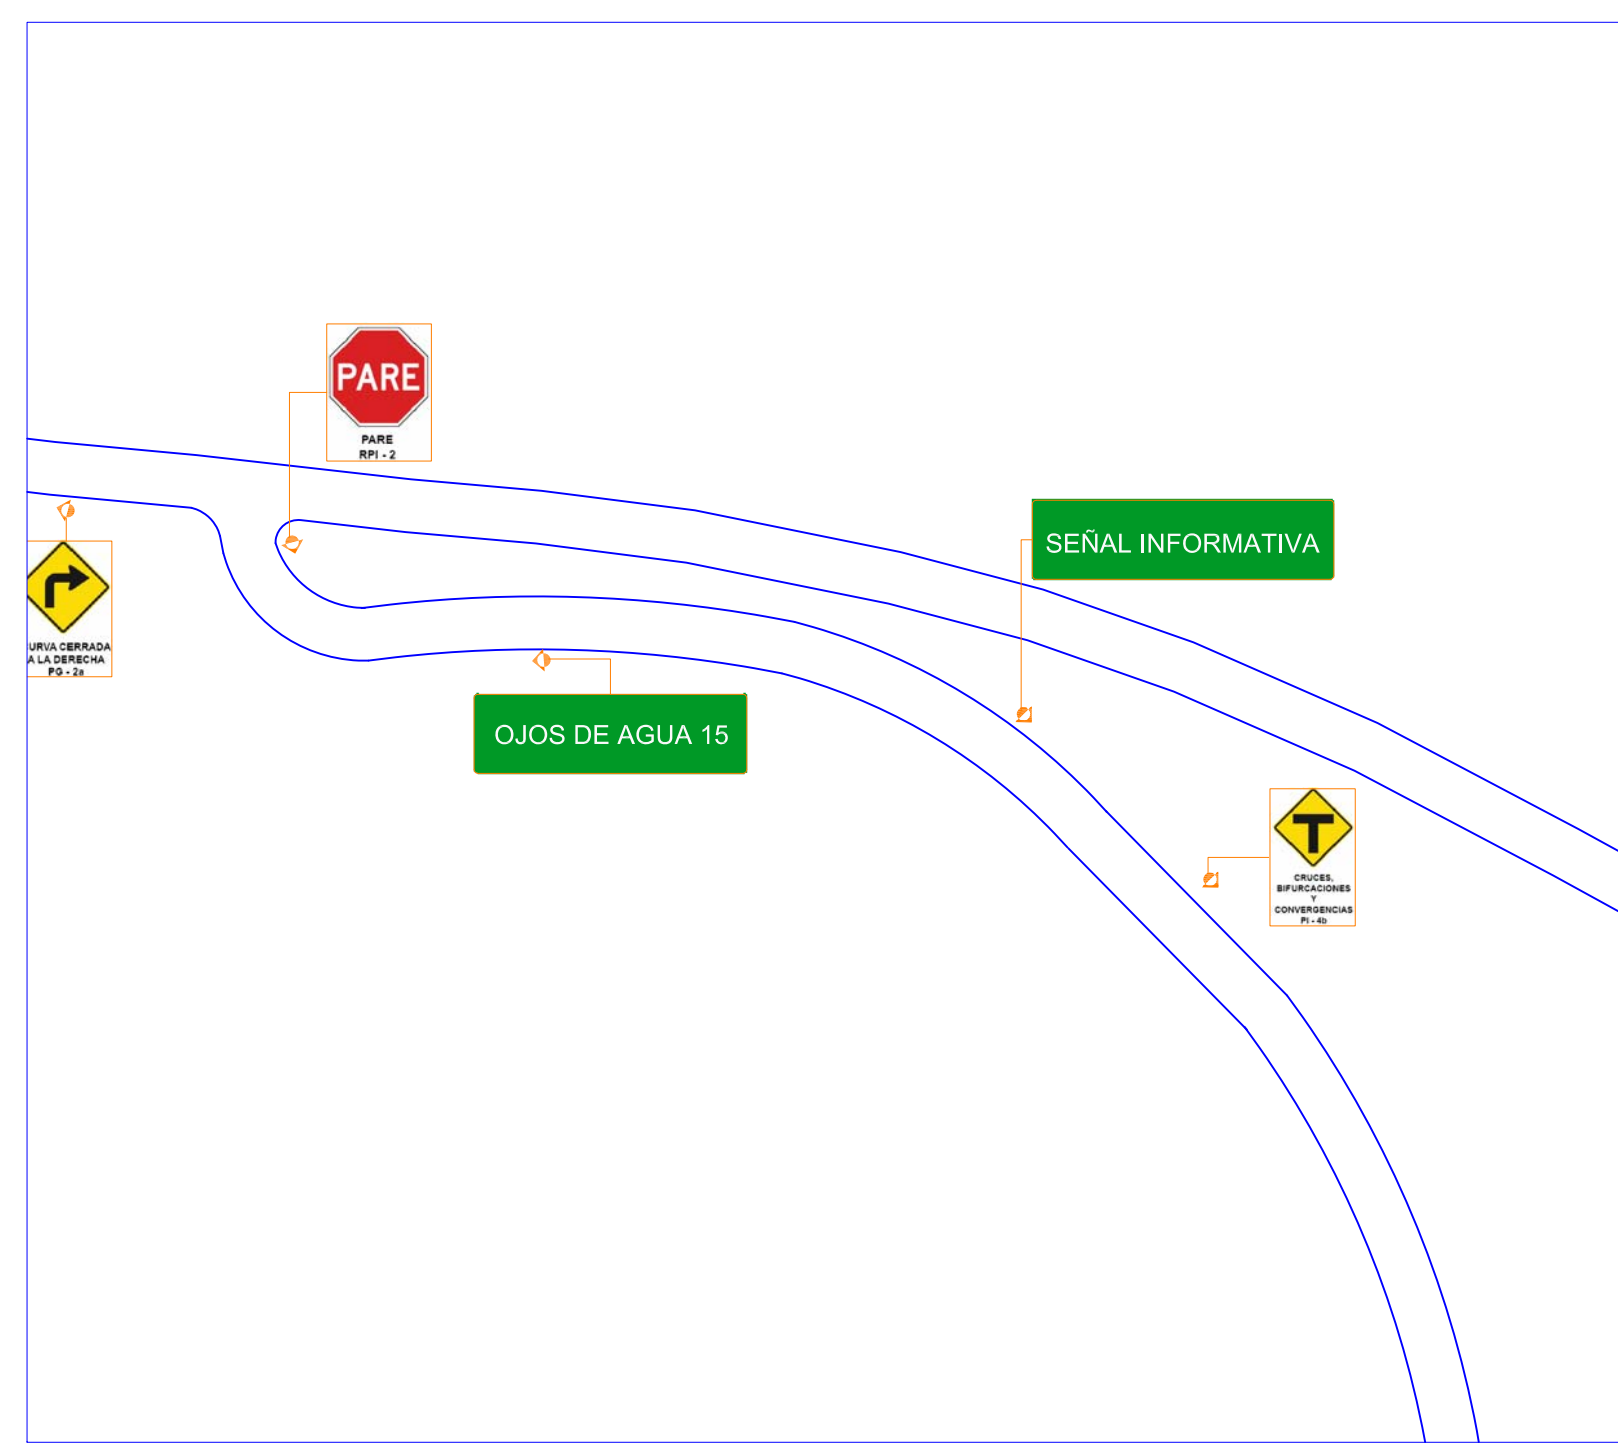 PARE
PARE
RPI - 2
SEÑAL INFORMATIVA
URVA CERRADA
A LA DERECHA
PG - 2a
OJOS DE AGUA 15
CRUCES,
BIFURCACIONES
Y
CONVERGENCIAS
PI - 4b